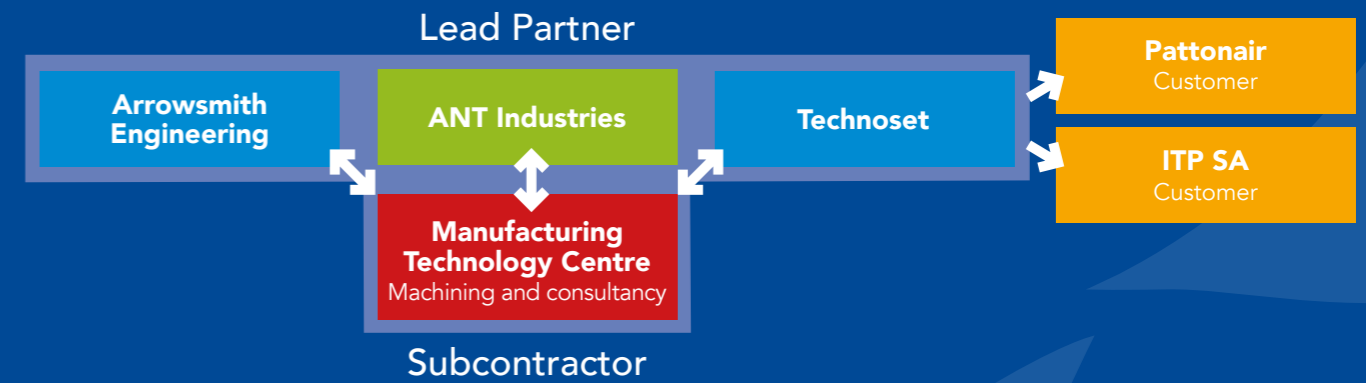 Lead Partner
Arrowsmith
Engineering
ANT Industries
Technoset
Pattonair
Customer
ITP SA
Customer
Manufacturing
Technology Centre
Machining and consultancy
Subcontractor